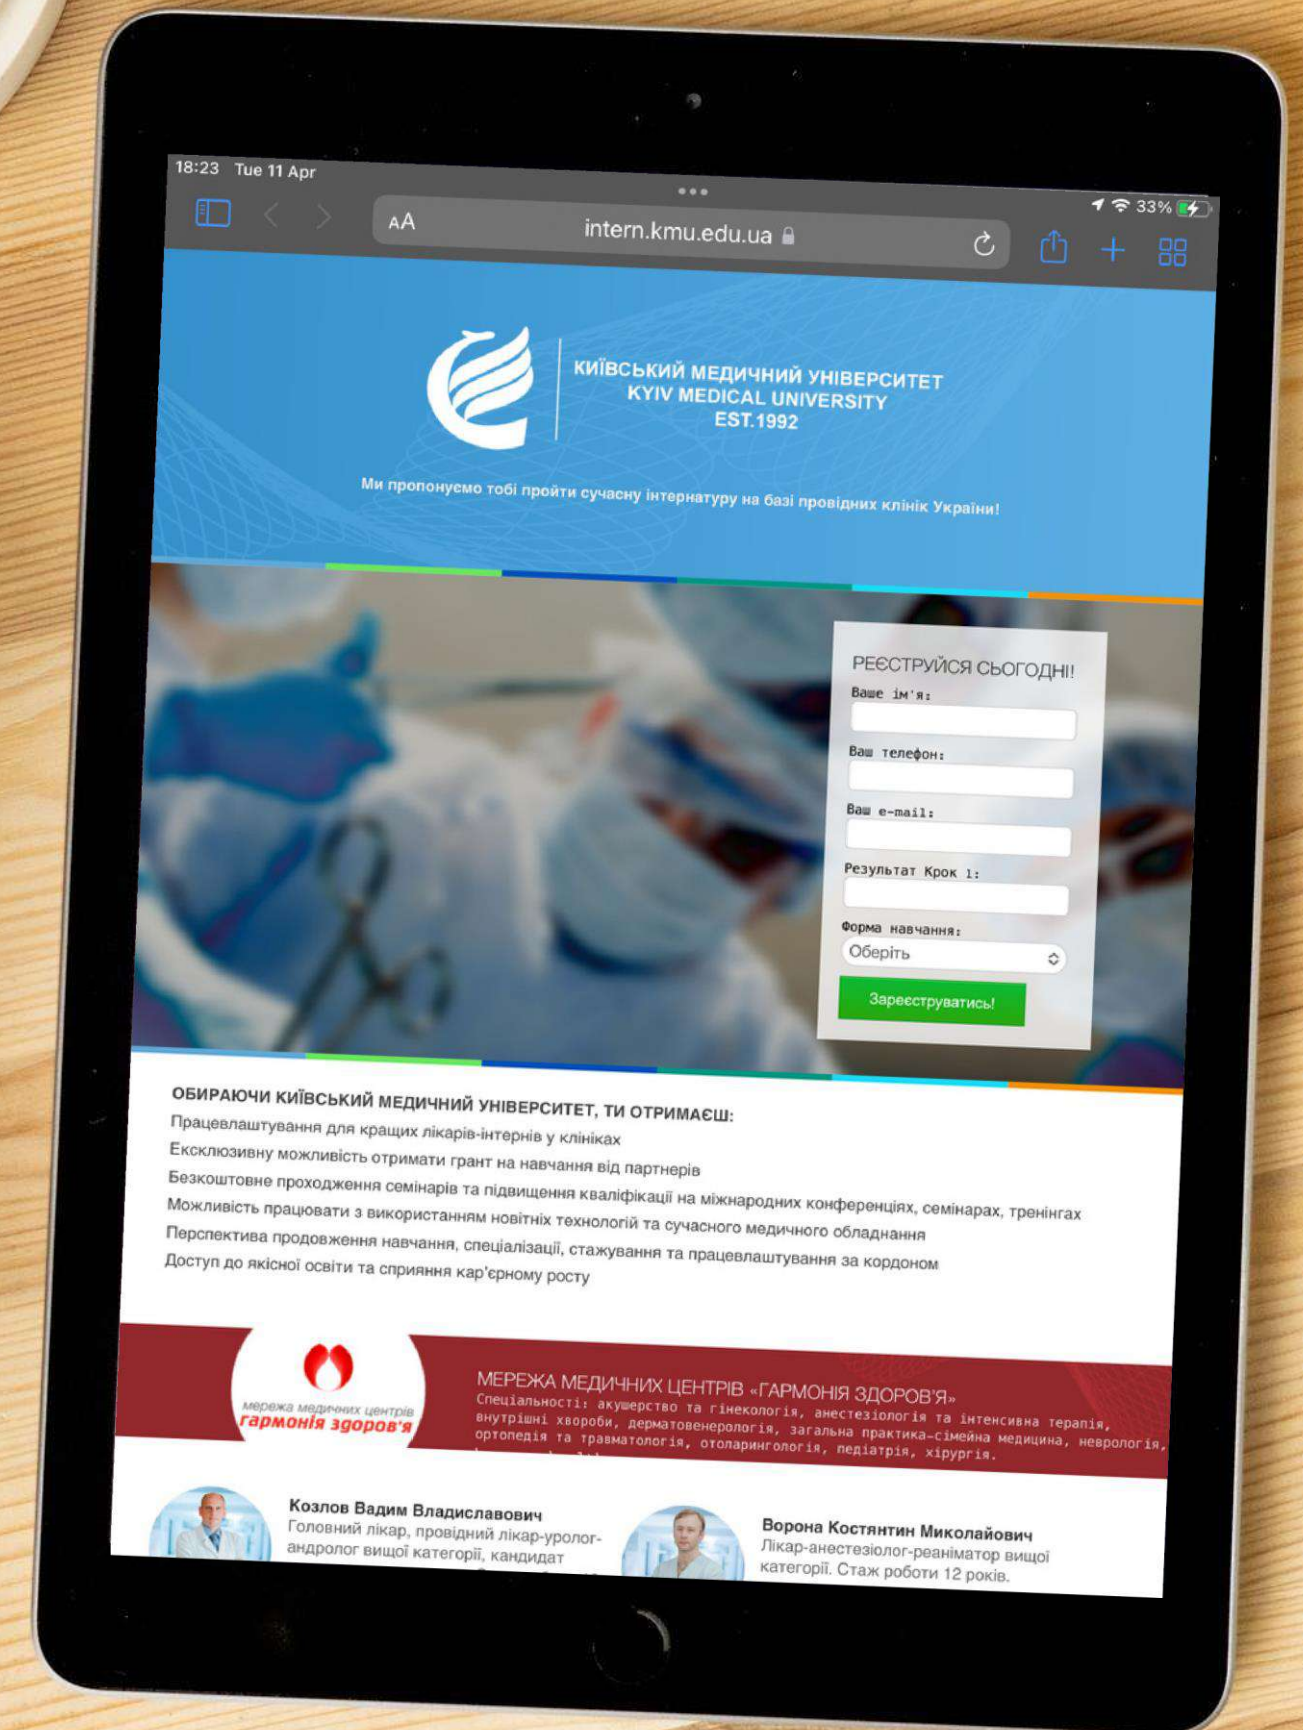 18:23 Tue 11 Apr
33%
AA
intern.kmu.edu.ua
КИЇВСЬКИЙ МЕДИЧНИЙ УНІВЕРСИТЕТ
KYIV MEDICAL UNIVERSITY
EST.1992
Ми пропонуємо тобі пройти сучасну інтернатуру на базі провідних клінік України!
РЕЄСТРУЙСЯ СЬОГОДНІ!
Ваше ім'я:
Ваш телефон:
Ваш e-mail:
Результат Крок 1:
Форма навчання:
Оберіть
Зареєструватись!
ОБИРАЮЧИ КИЇВСЬКИЙ МЕДИЧНИЙ УНІВЕРСИТЕТ, ТИ ОТРИМАЄШ:
Працевлаштування для кращих лікарів-інтернів у клініках
Ексклюзивну можливість отримати грант на навчання від партнерів
Безкоштовне проходження семінарів та підвищення кваліфікації на міжнародних конференціях, семінарах, тренінгах
Можливість працювати з використанням новітніх технологій та сучасного медичного обладнання
Перспектива продовження навчання, спеціалізації, стажування та працевлаштування за кордоном
Доступ до якісної освіти та сприяння кар'єрному росту
мережа медичних центрів
гармонія здоров'я
МЕРЕЖА МЕДИЧНИХ ЦЕНТРІВ «ГАРМОНІЯ ЗДОРОВ'Я»
Спеціальності: акушерство та гінекологія, анестезіологія та інтенсивна терапія,
внутрішні хвороби, дерматовенерологія, загальна практика-сімейна медицина, неврологія,
ортопедія та травматологія, отоларингологія, педіатрія, хірургія.
Козлов Вадим Владиславович
Головний лікар, провідний лікар-уролог-
андролог вищої категорії, кандидат
Ворона Костянтин Миколайович
Лікар-анестезіолог-реаніматор вищої
категорії. Стаж роботи 12 років.